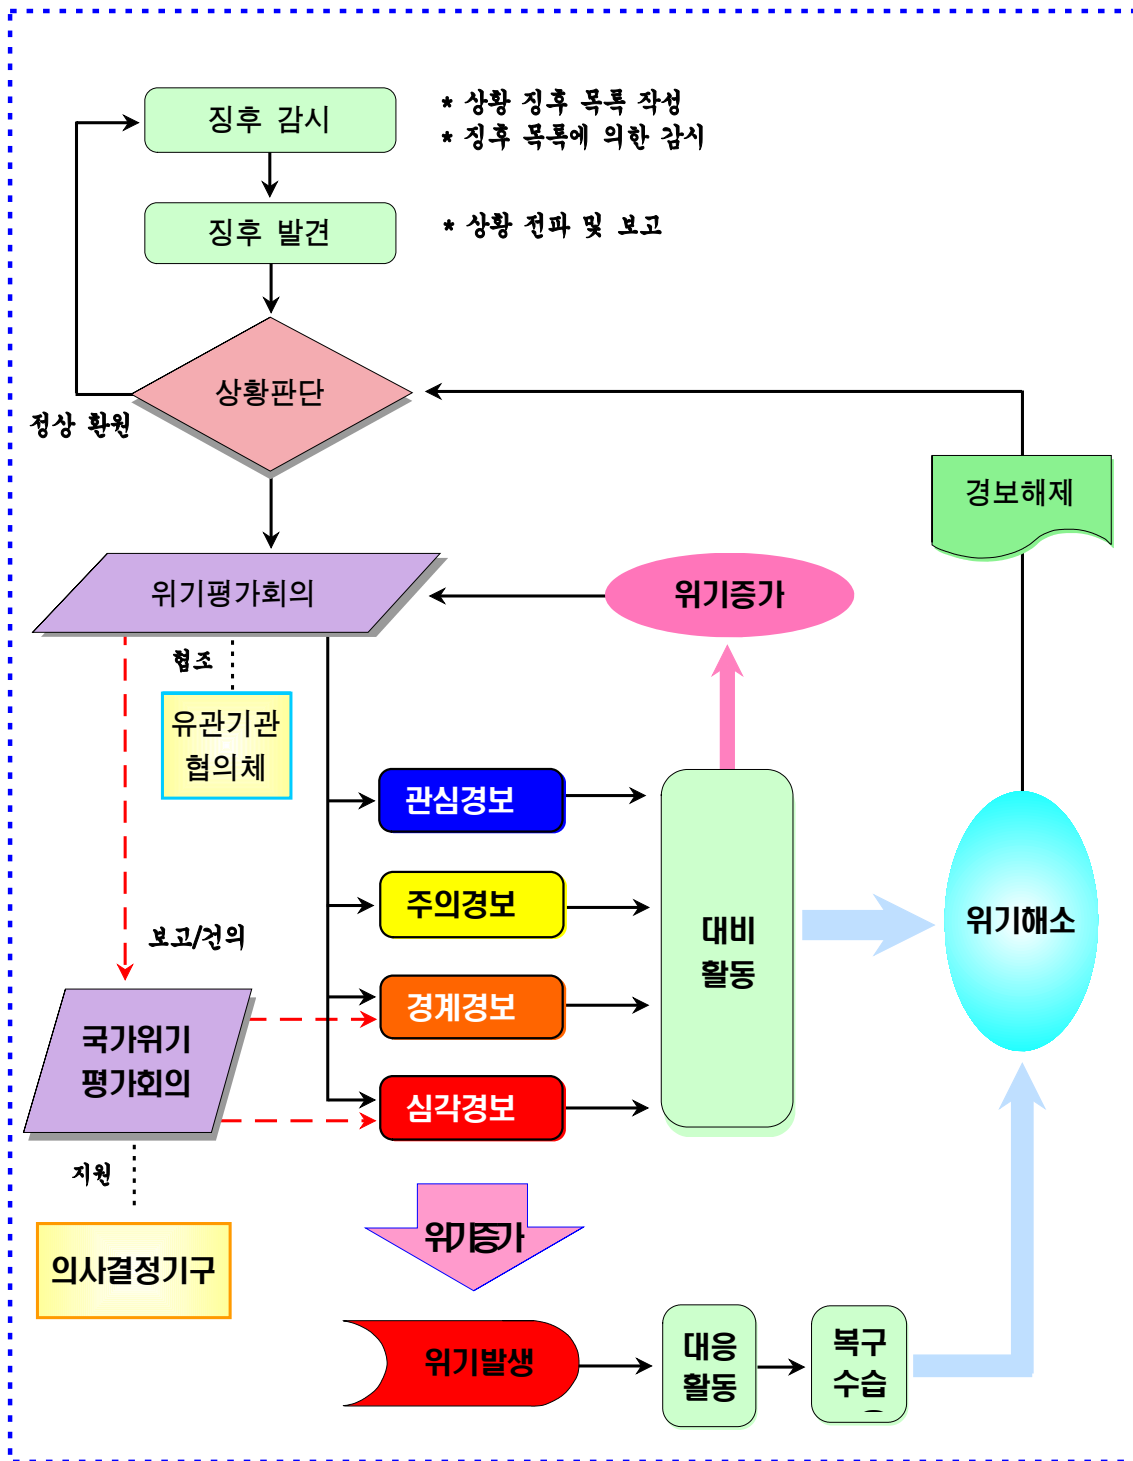 징후 감시
* 상황 징후 목록 작성
* 징후 목록에 의한 감시
징후 발견
* 상황 전파 및 보고
상황판단
정상 환원
경보해제
위기평가회의
위기증가
협조
유관기관
협의체
관심경보
주의경보
대비
활동
위기해소
보고/건의
경계경보
국가위기
평가회의
심각경보
지원
위기증가
의사결정기구
위기발생
대응
활동
복구
수습